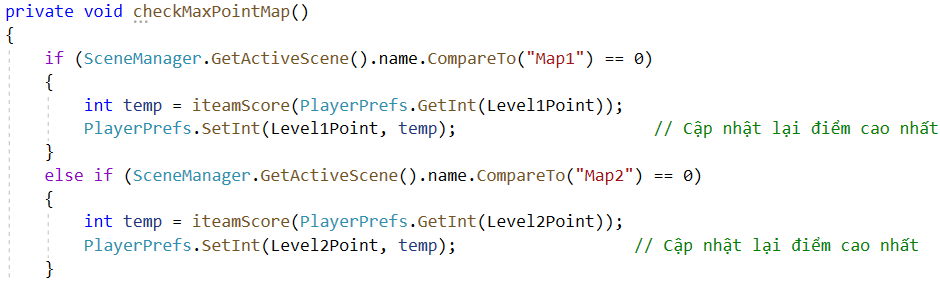 private void checkMaxPointMap()
{
if (SceneManager.GetActiveScene().name.CompareTo("Map1") == 0)
{
int temp = iteamScore(PlayerPrefs.GetInt(Level1Point));
PlayerPrefs.SetInt(Level1Point, temp); // Cập nhật lại điểm cao nhất
}
else if (SceneManager.GetActiveScene().name.CompareTo("Map2") == 0)
{
int temp = iteamScore(PlayerPrefs.GetInt(Level2Point));
PlayerPrefs.SetInt(Level2Point, temp); // Cập nhật lại điểm cao nhất
}